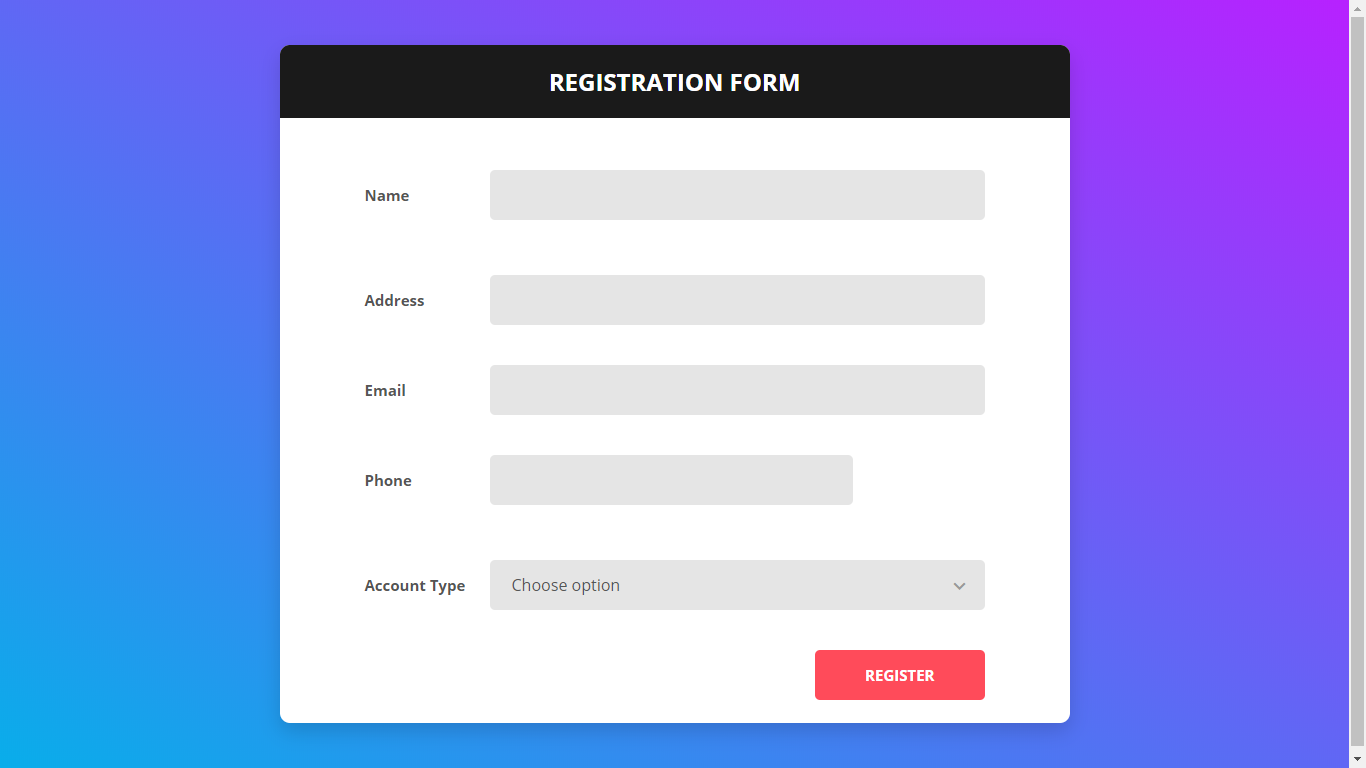 REGISTRATION FORM
Name
Address
Email
Phone
Account Type
Choose option
REGISTER